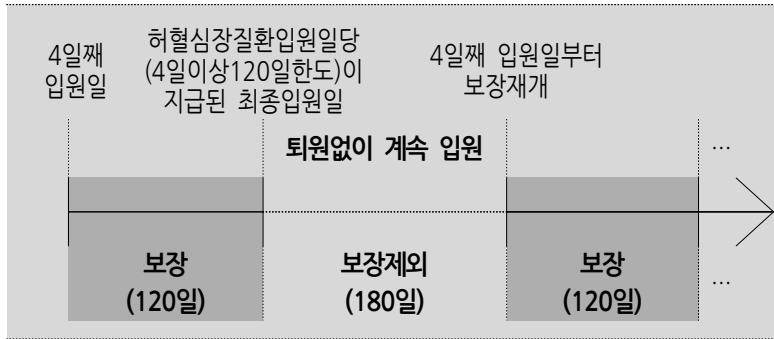 4일째
입원일
허혈심장질환입원일당
(4일이상120일한도)이
지급된 최종입원일
4일째 입원일부터
보장재개
퇴원없이 계속 입원
…
보장
(120일)
보장제외
(180일)
보장
(120일)
…